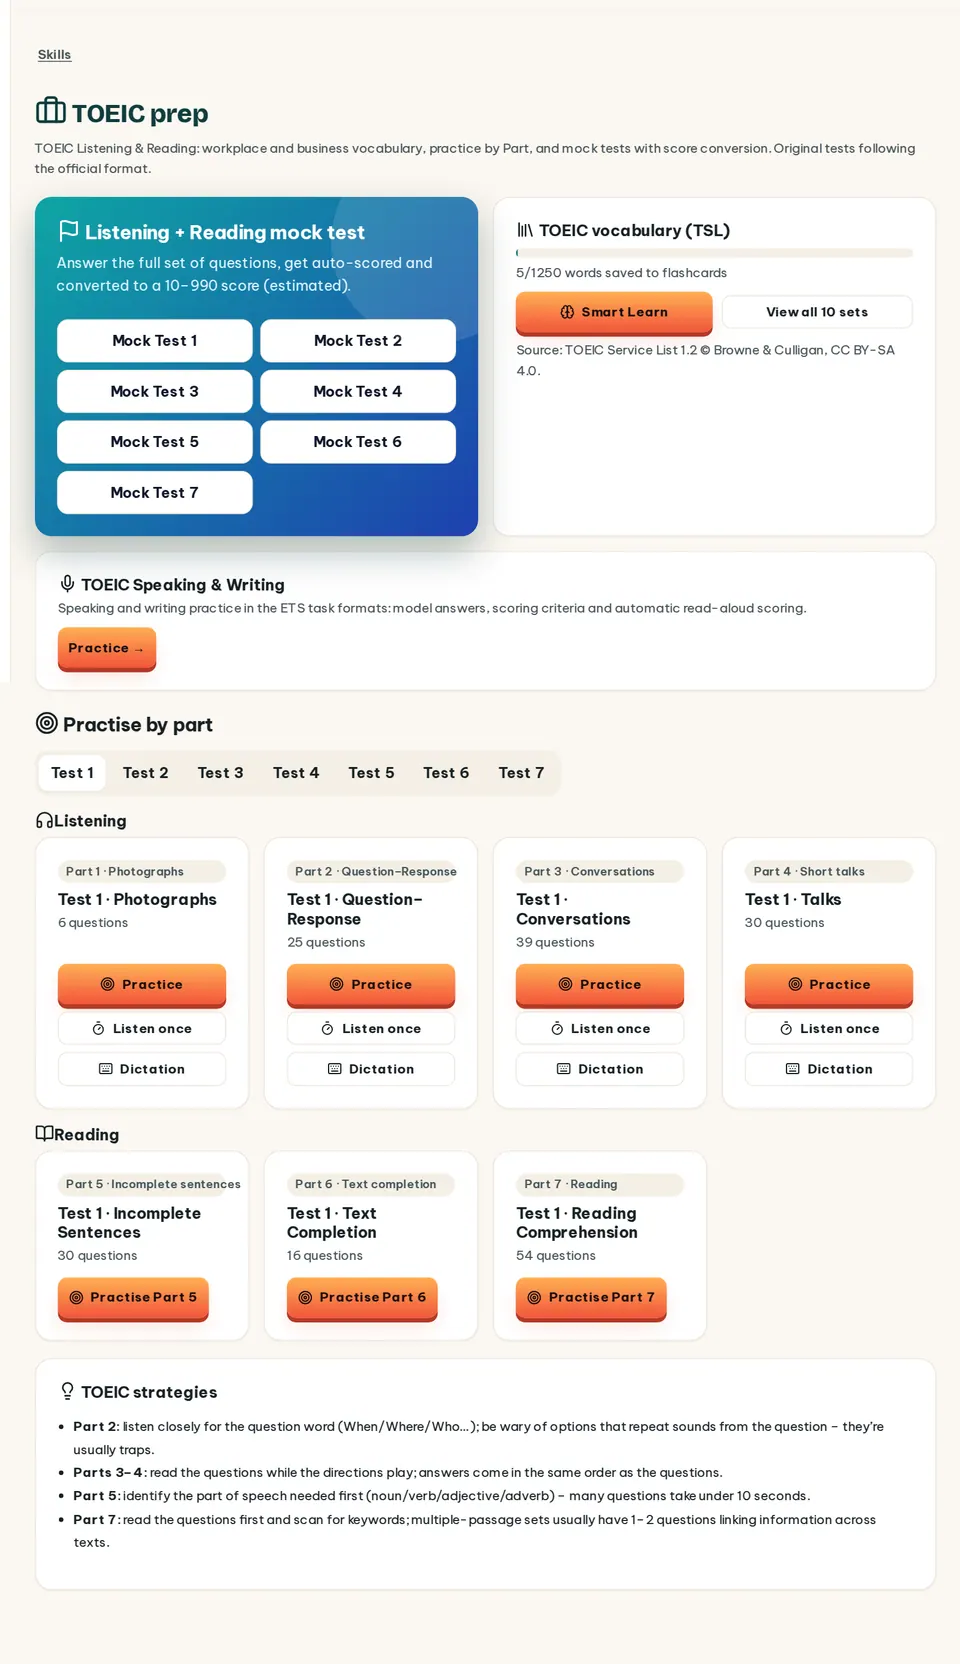 Skills
TOEIC prep
TOEIC Listening & Reading: workplace and business vocabulary, practice by Part, and mock tests with score conversion. Original tests following
the official format.
Listening + Reading mock test
Answer the full set of questions, get auto-scored and
converted to a 10–990 score (estimated).
Mock Test 1
Mock Test 2
Mock Test 3
Mock Test 4
Mock Test 5
Mock Test 6
Mock Test 7
TOEIC vocabulary (TSL)
5/1250 words saved to flashcards
Smart Learn
View all 10 sets
Source: TOEIC Service List 1.2 © Browne & Culligan, CC BY-SA
4.0.
TOEIC Speaking & Writing
Speaking and writing practice in the ETS task formats: model answers, scoring criteria and automatic read-aloud scoring.
Practice →
Practise by part
Test 1
Test 2
Test 3
Test 4
Test 5
Test 6
Test 7
Listening
Part 1 · Photographs
Test 1 · Photographs
6 questions
Practice
Listen once
Dictation
Part 2 · Question–Response
Test 1 · Question–
Response
25 questions
Practice
Listen once
Dictation
Part 3 · Conversations
Test 1 ·
Conversations
39 questions
Practice
Listen once
Dictation
Part 4 · Short talks
Test 1 · Talks
30 questions
Practice
Listen once
Dictation
Reading
Part 5 · Incomplete sentences
Test 1 · Incomplete
Sentences
30 questions
Practise Part 5
Part 6 · Text completion
Test 1 · Text
Completion
16 questions
Practise Part 6
Part 7 · Reading
Test 1 · Reading
Comprehension
54 questions
Practise Part 7
TOEIC strategies
• Part 2: listen closely for the question word (When/Where/Who…); be wary of options that repeat sounds from the question – they're
usually traps.
• Parts 3–4: read the questions while the directions play; answers come in the same order as the questions.
• Part 5: identify the part of speech needed first (noun/verb/adjective/adverb) – many questions take under 10 seconds.
• Part 7: read the questions first and scan for keywords; multiple-passage sets usually have 1–2 questions linking information across
texts.